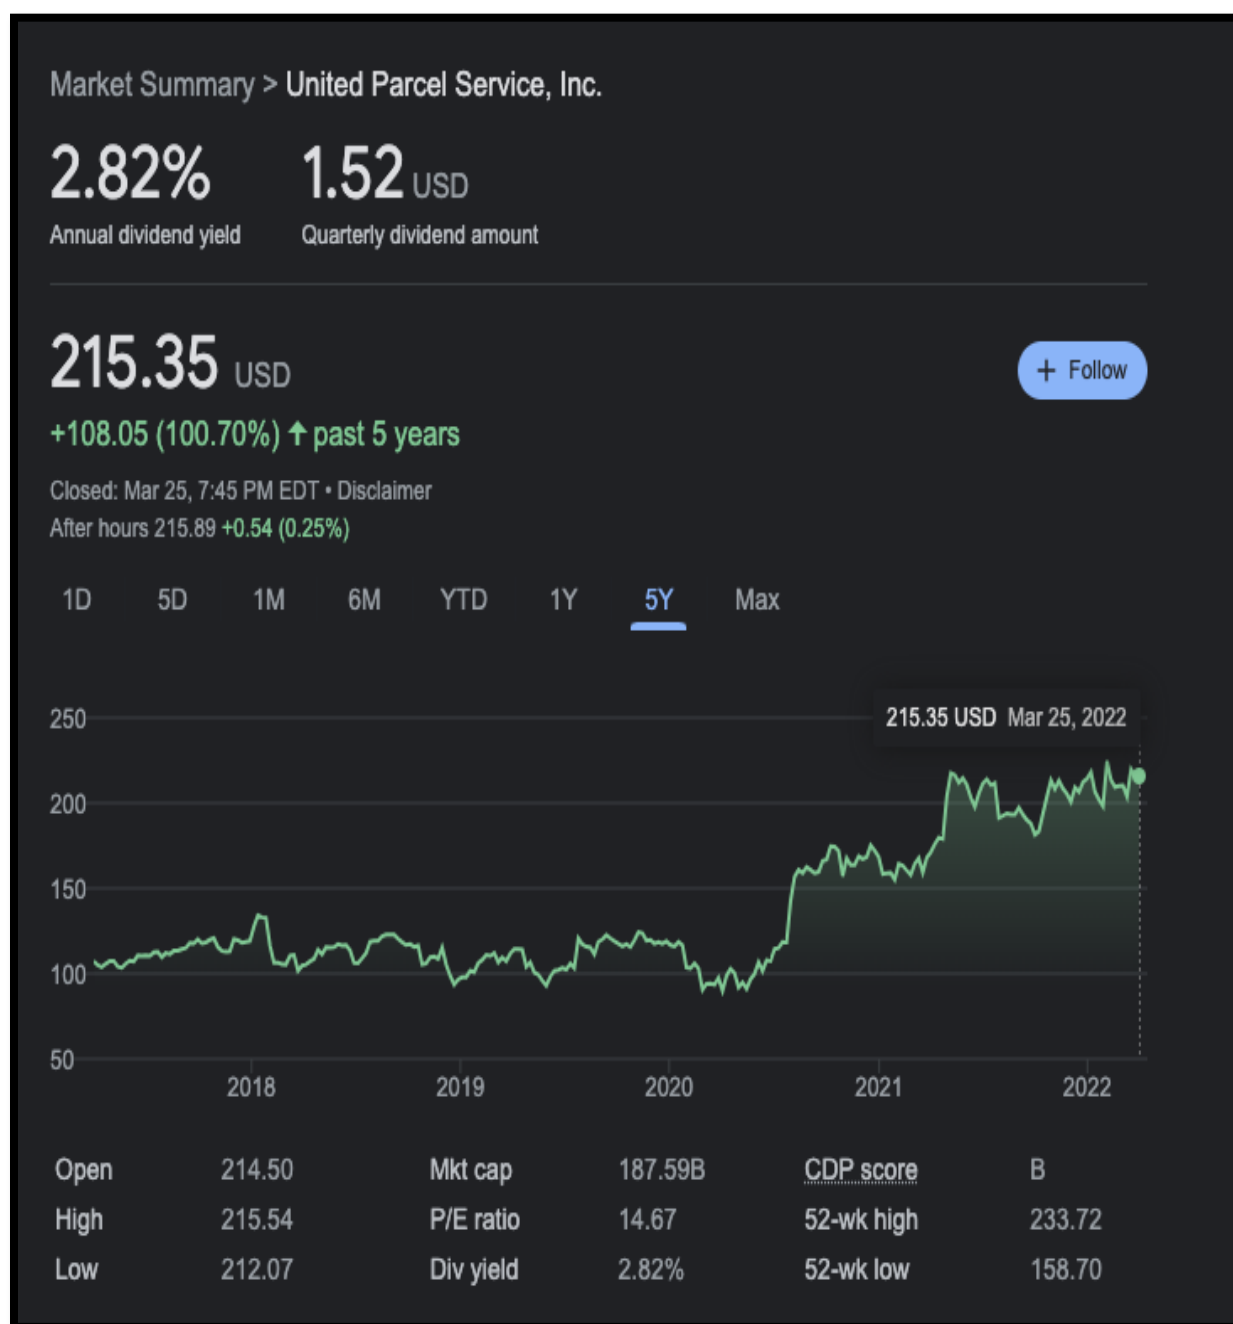 Market Summary > United Parcel Service, Inc.
2.82% 1.52 USD
Annual dividend yield Quarterly dividend amount
215.35 USD
+ Follow
+108.05 (100.70%) ↑ past 5 years
Closed: Mar 25, 7:45 PM EDT • Disclaimer
After hours 215.89 +0.54 (0.25%)
1D 5D 1M 6M YTD 1Y 5Y Max
215.35 USD Mar 25, 2022
250
200
150
100
50
2018 2019 2020 2021 2022
Open 214.50 Mkt cap 187.59B CDP score B
High 215.54 P/E ratio 14.67 52-wk high 233.72
Low 212.07 Div yield 2.82% 52-wk low 158.70